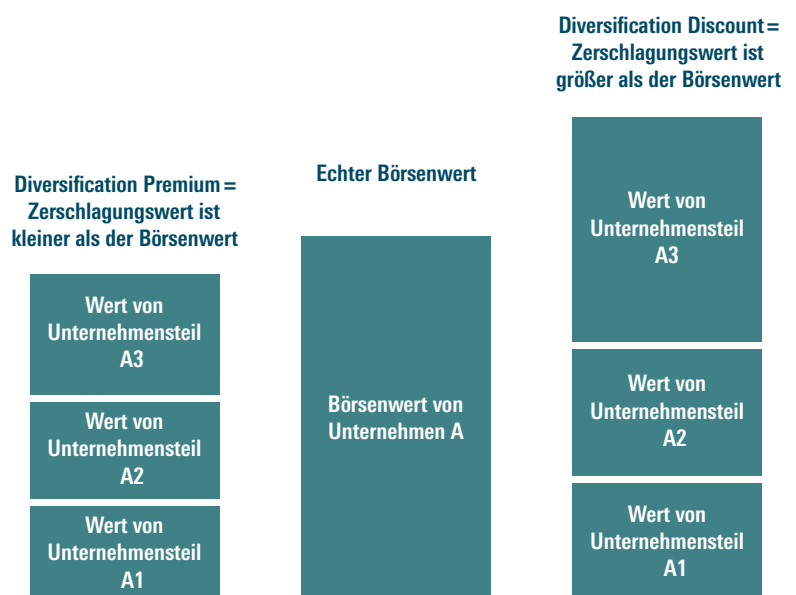 Diversification Premium =
Zerschlagungswert ist
kleiner als der Börsenwert
Wert von
Unternehmensteil
A3
Wert von
Unternehmensteil
A2
Wert von
Unternehmensteil
A1
Echter Börsenwert
Börsenwert von
Unternehmen A
Diversification Discount =
Zerschlagungswert ist
größer als der Börsenwert
Wert von
Unternehmensteil
A3
Wert von
Unternehmensteil
A2
Wert von
Unternehmensteil
A1